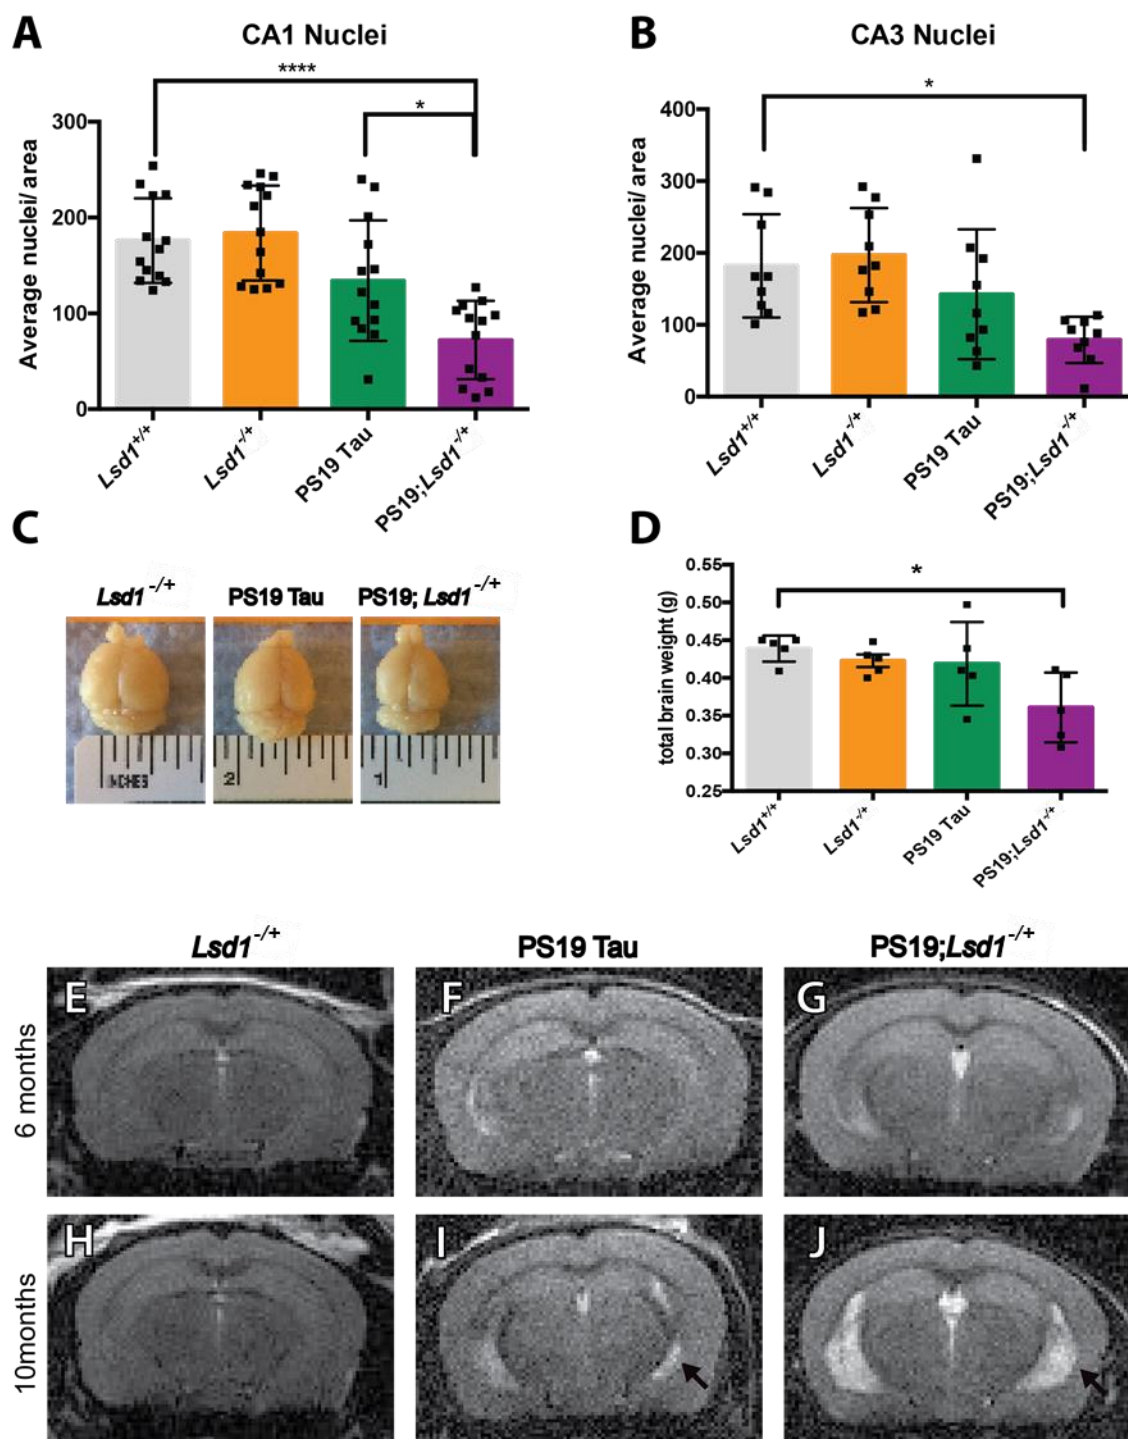 A
CA1 Nuclei
****
*
300
200
100
0
Average nuclei/ area
Lsd1+/+
Lsd1-/+
PS19 Tau
PS19;Lsd1-/+
B
CA3 Nuclei
*
400
300
200
100
0
Average nuclei/ area
Lsd1+/+
Lsd1-/+
PS19 Tau
PS19;Lsd1-/+
C
Lsd1-/+
PS19 Tau
PS19; Lsd1-/+
INCHES
2
1
D
*
0.55
0.50
0.45
0.40
0.35
0.30
0.25
total brain weight (g)
Lsd1+/+
Lsd1-/+
PS19 Tau
PS19;Lsd1-/+
Lsd1-/+
PS19 Tau
PS19;Lsd1-/+
6 months
E
F
G
10months
H
I
J